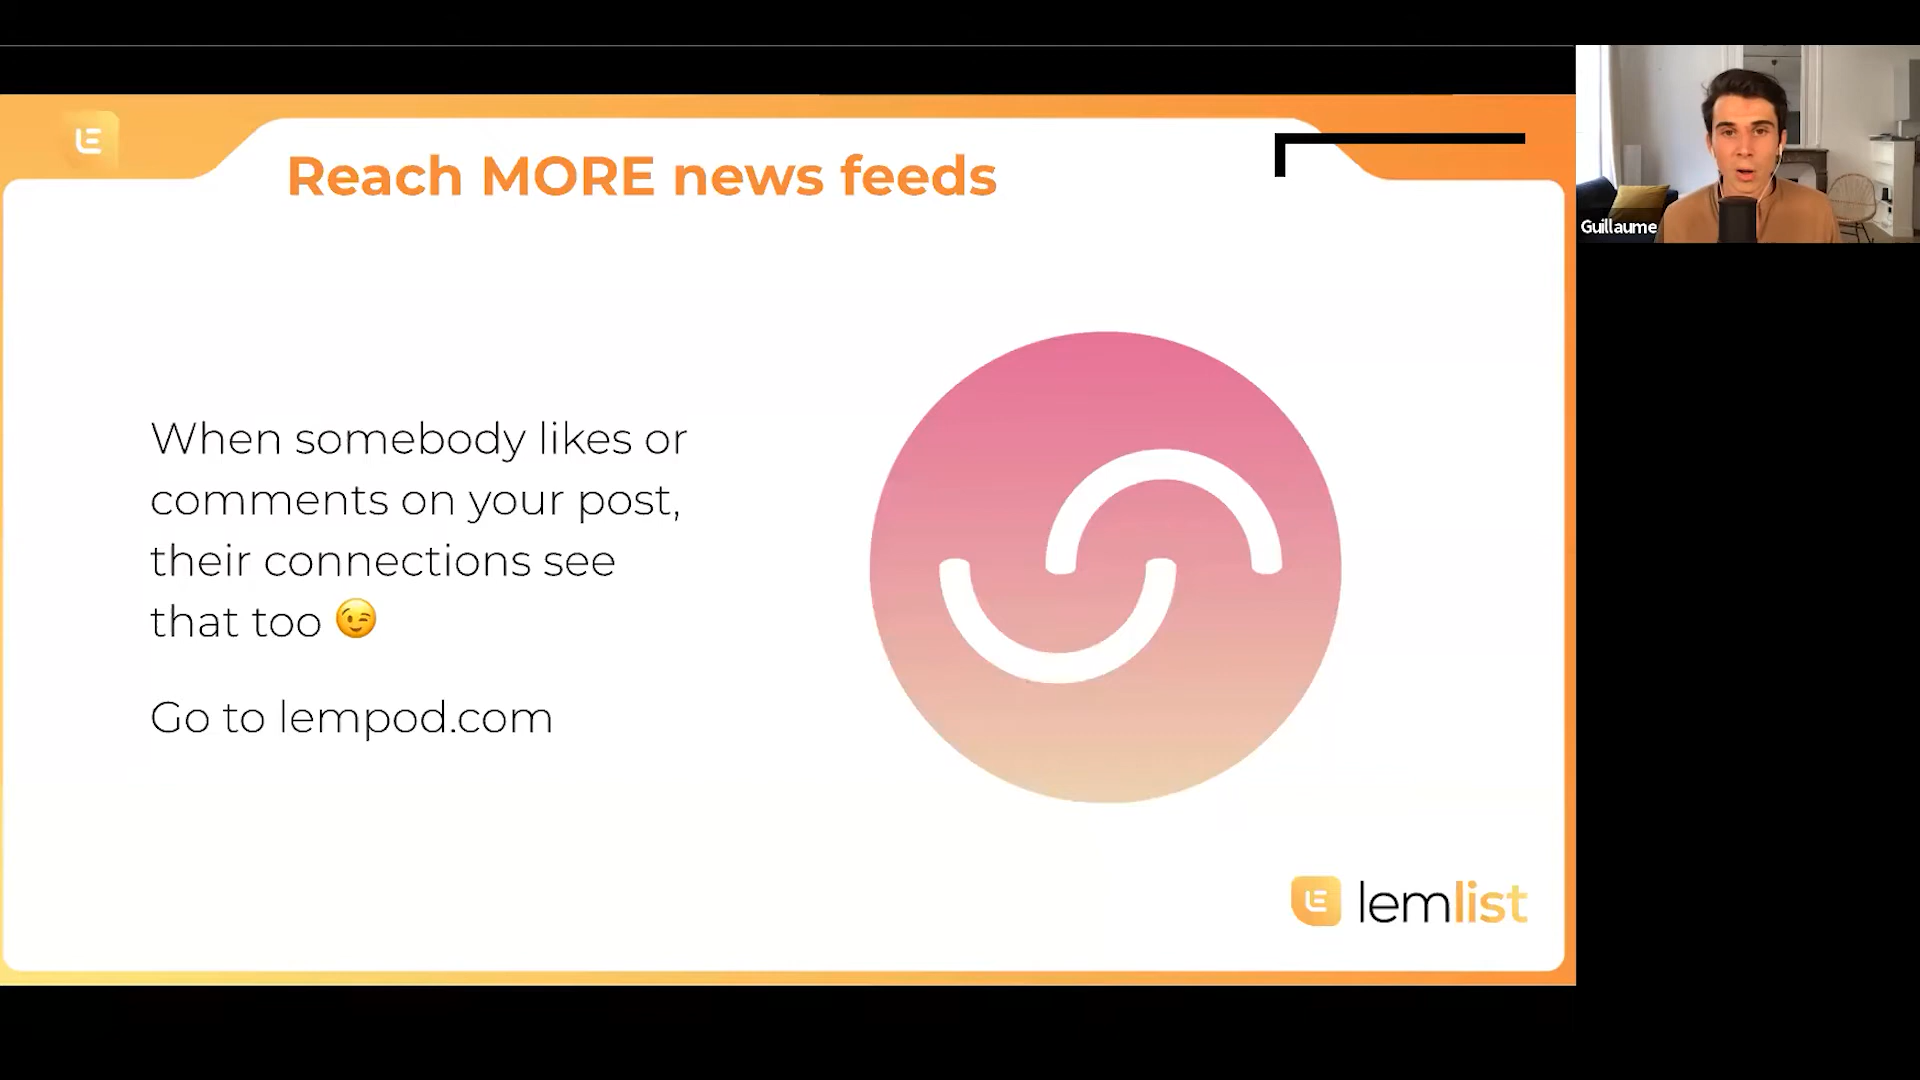 Reach MORE news feeds
Guillaume
When somebody likes or
comments on your post,
their connections see
that too 😉
Go to lempod.com
lemlist